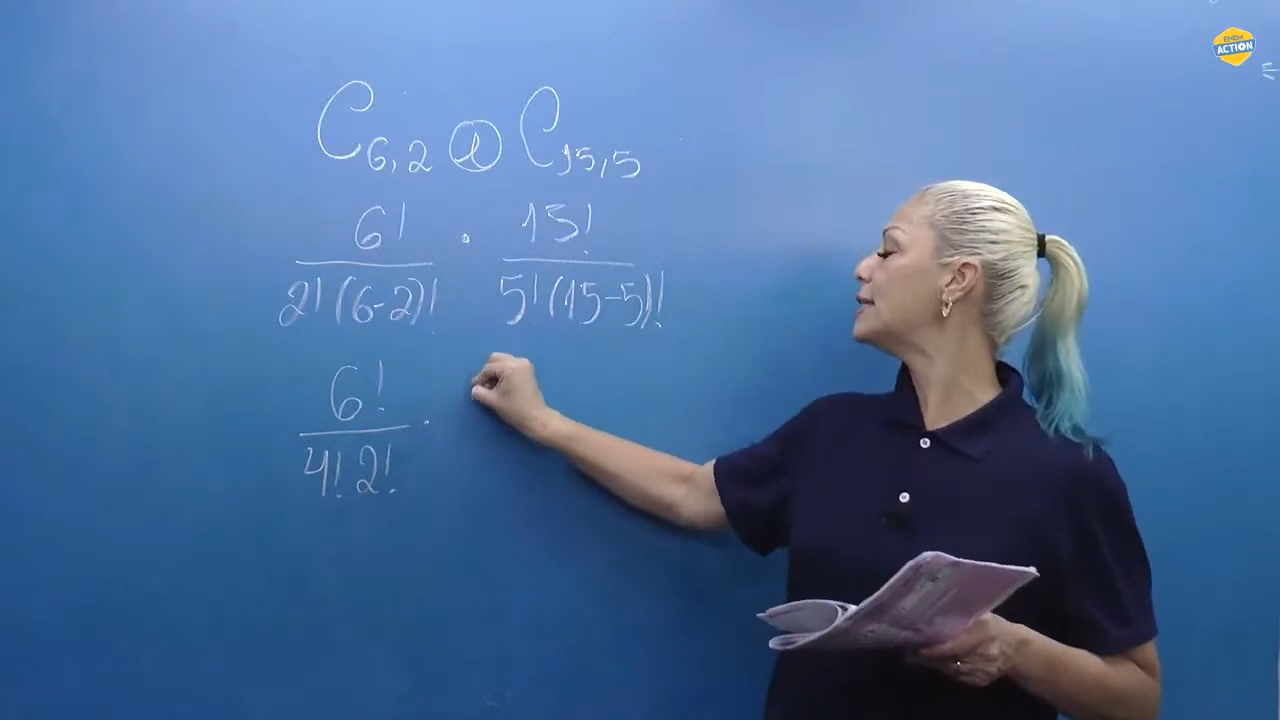 C6,2 e C15,5
6! . 15!
2!(6-2)! 5!(15-5)!
6! .
4!2!
ENEM
ACTION